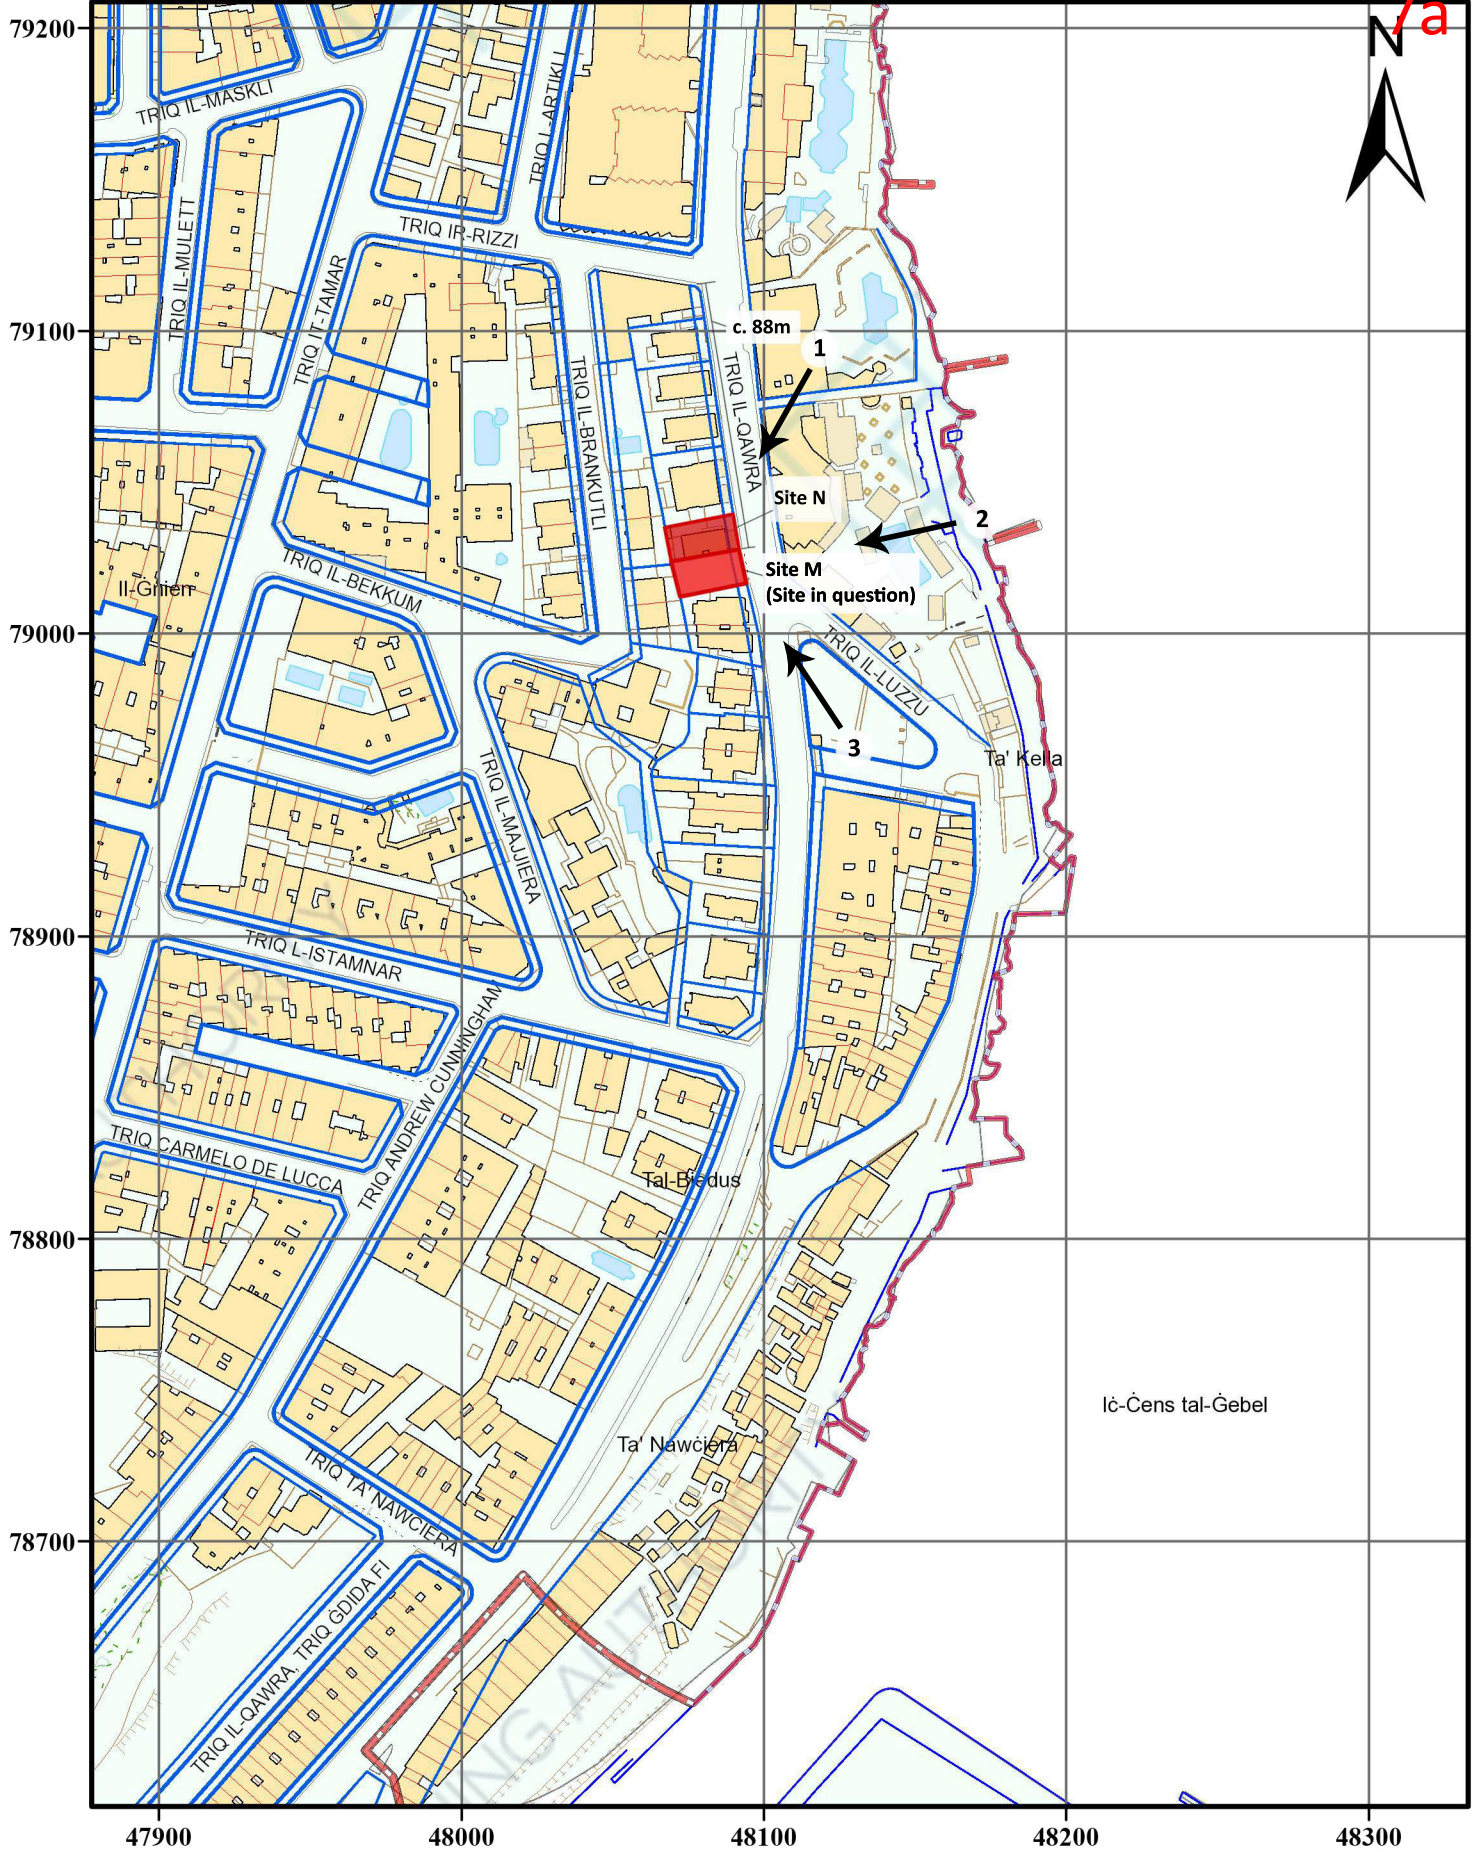 /a
N
79200
TRIQ IL-MASKLI
TRIQ L-ARTIKLI
TRIQ IL-MULETT
TRIQ IR-RIZZI
TRIQ IT-TAMAR
79100
c. 88m
1
TRIQ IL-BRANKUTLI
TRIQ IL-QAWRA
Site N
2
TRIQ IL-BEKKUM
Site M
(Site in question)
Il-Ġnien
79000
TRIQ IL-LUZZU
3
Ta' Kella
TRIQ IL-MAJJIERA
78900
TRIQ L-ISTAMNAR
TRIQ ANDREW CUNNINGHAM
TRIQ CARMELO DE LUCCA
Tal-Biedus
78800
Iċ-Ċens tal-Ġebel
Ta' Nawċiera
TRIQ TA' NAWĊIERA
78700
TRIQ IL-QAWRA, TRIQ ĠDIDA FI
47900
48000
48100
48200
48300